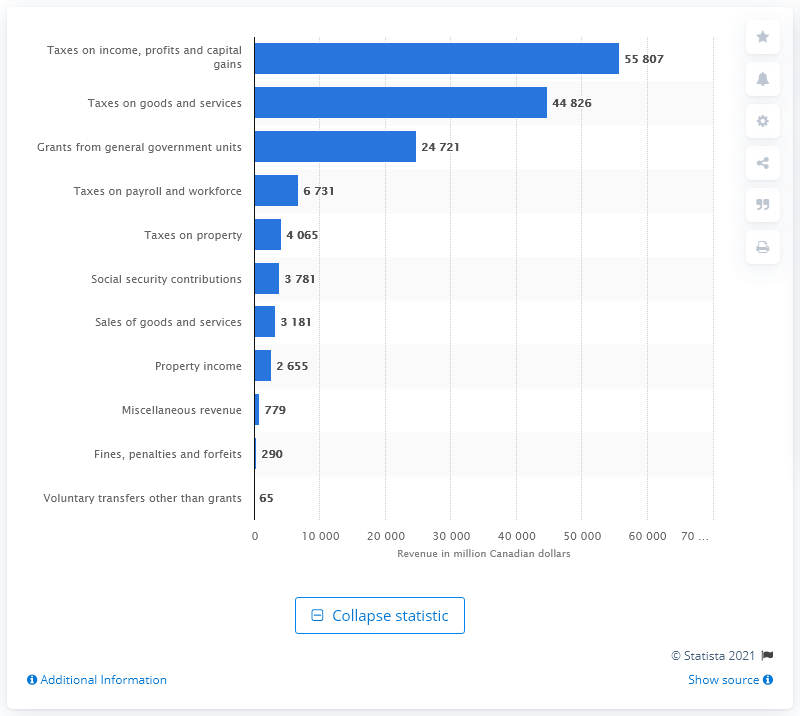 Taxes on income, profits and capital
gains
55 807
Taxes on goods and services
44 826
Grants from general government units
24 721
Taxes on payroll and workforce
6 731
Taxes on property
4 065
Social security contributions
3 781
Sales of goods and services
3 181
Property income
2 655
Miscellaneous revenue
779
Fines, penalties and forfeits
290
Voluntary transfers other than grants
65
0 10 000 20 000 30 000 40 000 50 000 60 000 70 ...
Revenue in million Canadian dollars
Collapse statistic
© Statista 2021
Additional Information
Show source